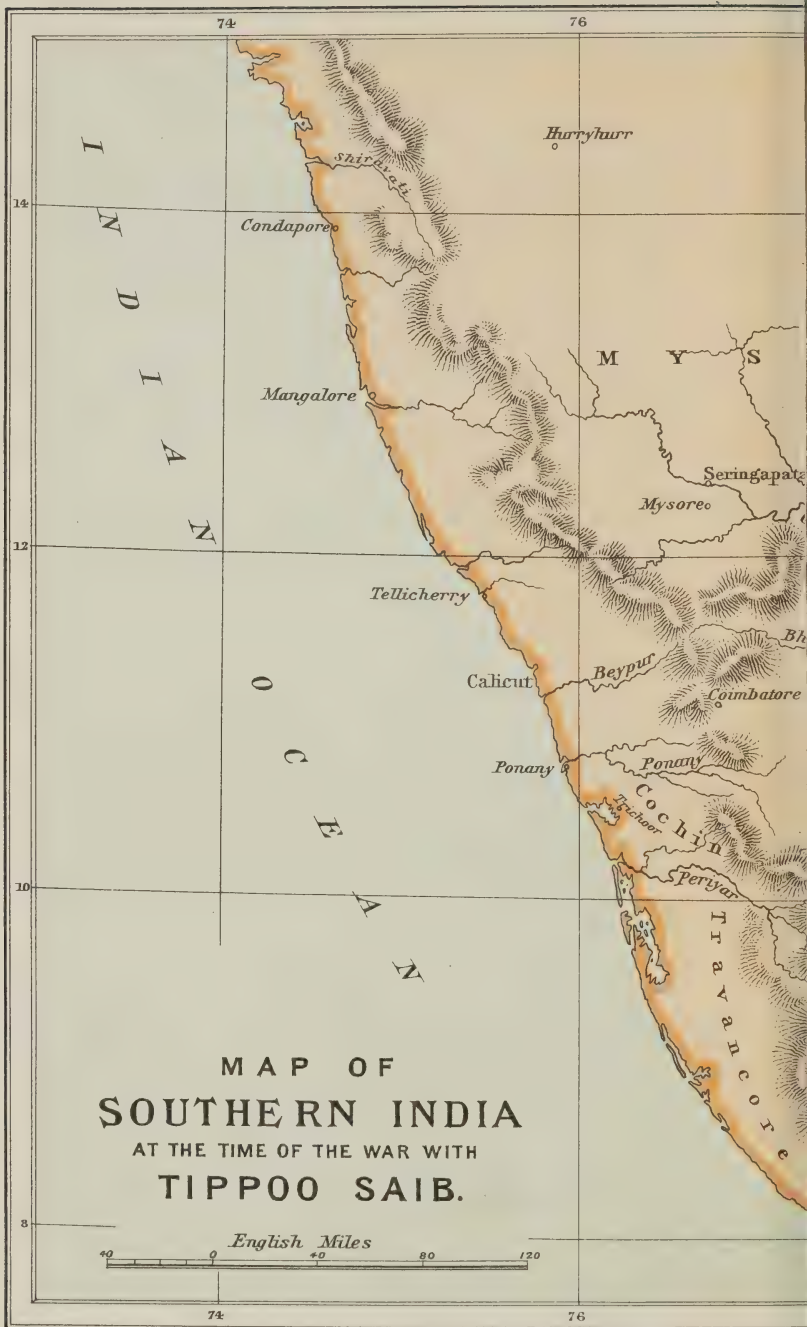 74
76
INDIAN
OCEAN
Hurryhurr
Shiravati
14
Condapore
M Y S
Mangalore
Seringapata
Mysore
12
Tellicherry
Bh
Beypur
Calicut
Coimbatore
Ponany
Ponany
Cochin
Trichoor
10
Periyar
Travancore
MAP OF
SOUTHERN INDIA
AT THE TIME OF THE WAR WITH
TIPPOO SAIB.
8
English Miles
40 0 40 80 120
74
76